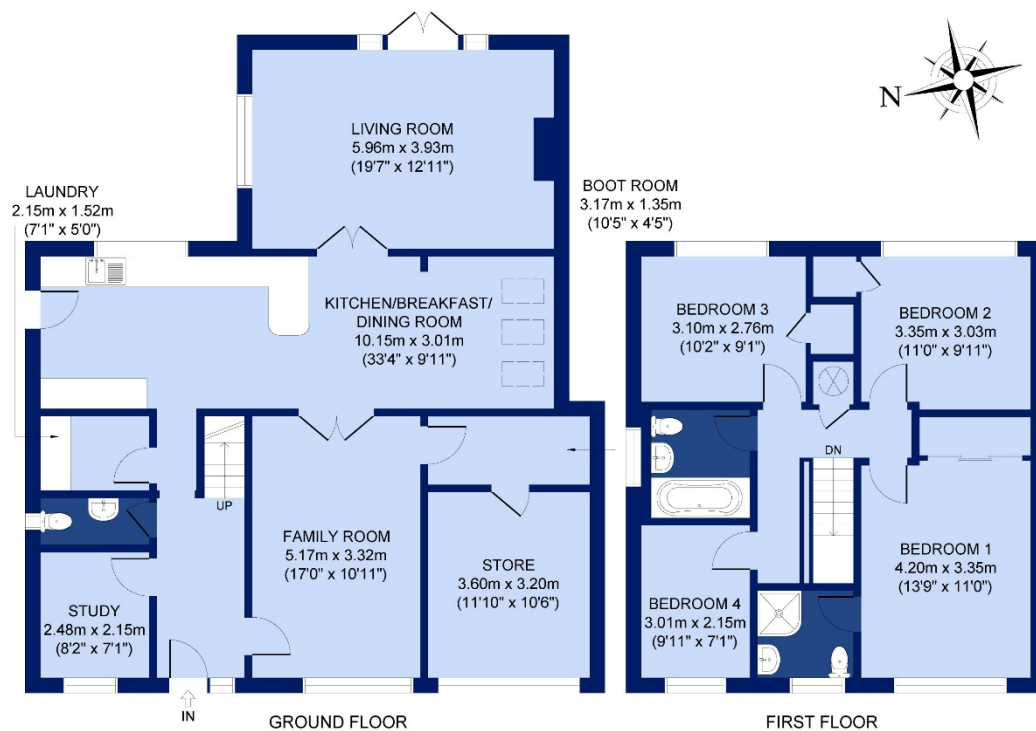 N
LIVING ROOM
5.96m x 3.93m
(19'7" x 12'11")
LAUNDRY
2.15m x 1.52m
(7'1" x 5'0")
BOOT ROOM
3.17m x 1.35m
(10'5" x 4'5")
KITCHEN/BREAKFAST/
DINING ROOM
10.15m x 3.01m
(33'4" x 9'11")
UP
FAMILY ROOM
5.17m x 3.32m
(17'0" x 10'11")
STORE
3.60m x 3.20m
(11'10" x 10'6")
STUDY
2.48m x 2.15m
(8'2" x 7'1")
IN
GROUND FLOOR
BEDROOM 3
3.10m x 2.76m
(10'2" x 9'1")
BEDROOM 2
3.35m x 3.03m
(11'0" x 9'11")
DN
BEDROOM 1
4.20m x 3.35m
(13'9" x 11'0")
BEDROOM 4
3.01m x 2.15m
(9'11" x 7'1")
FIRST FLOOR